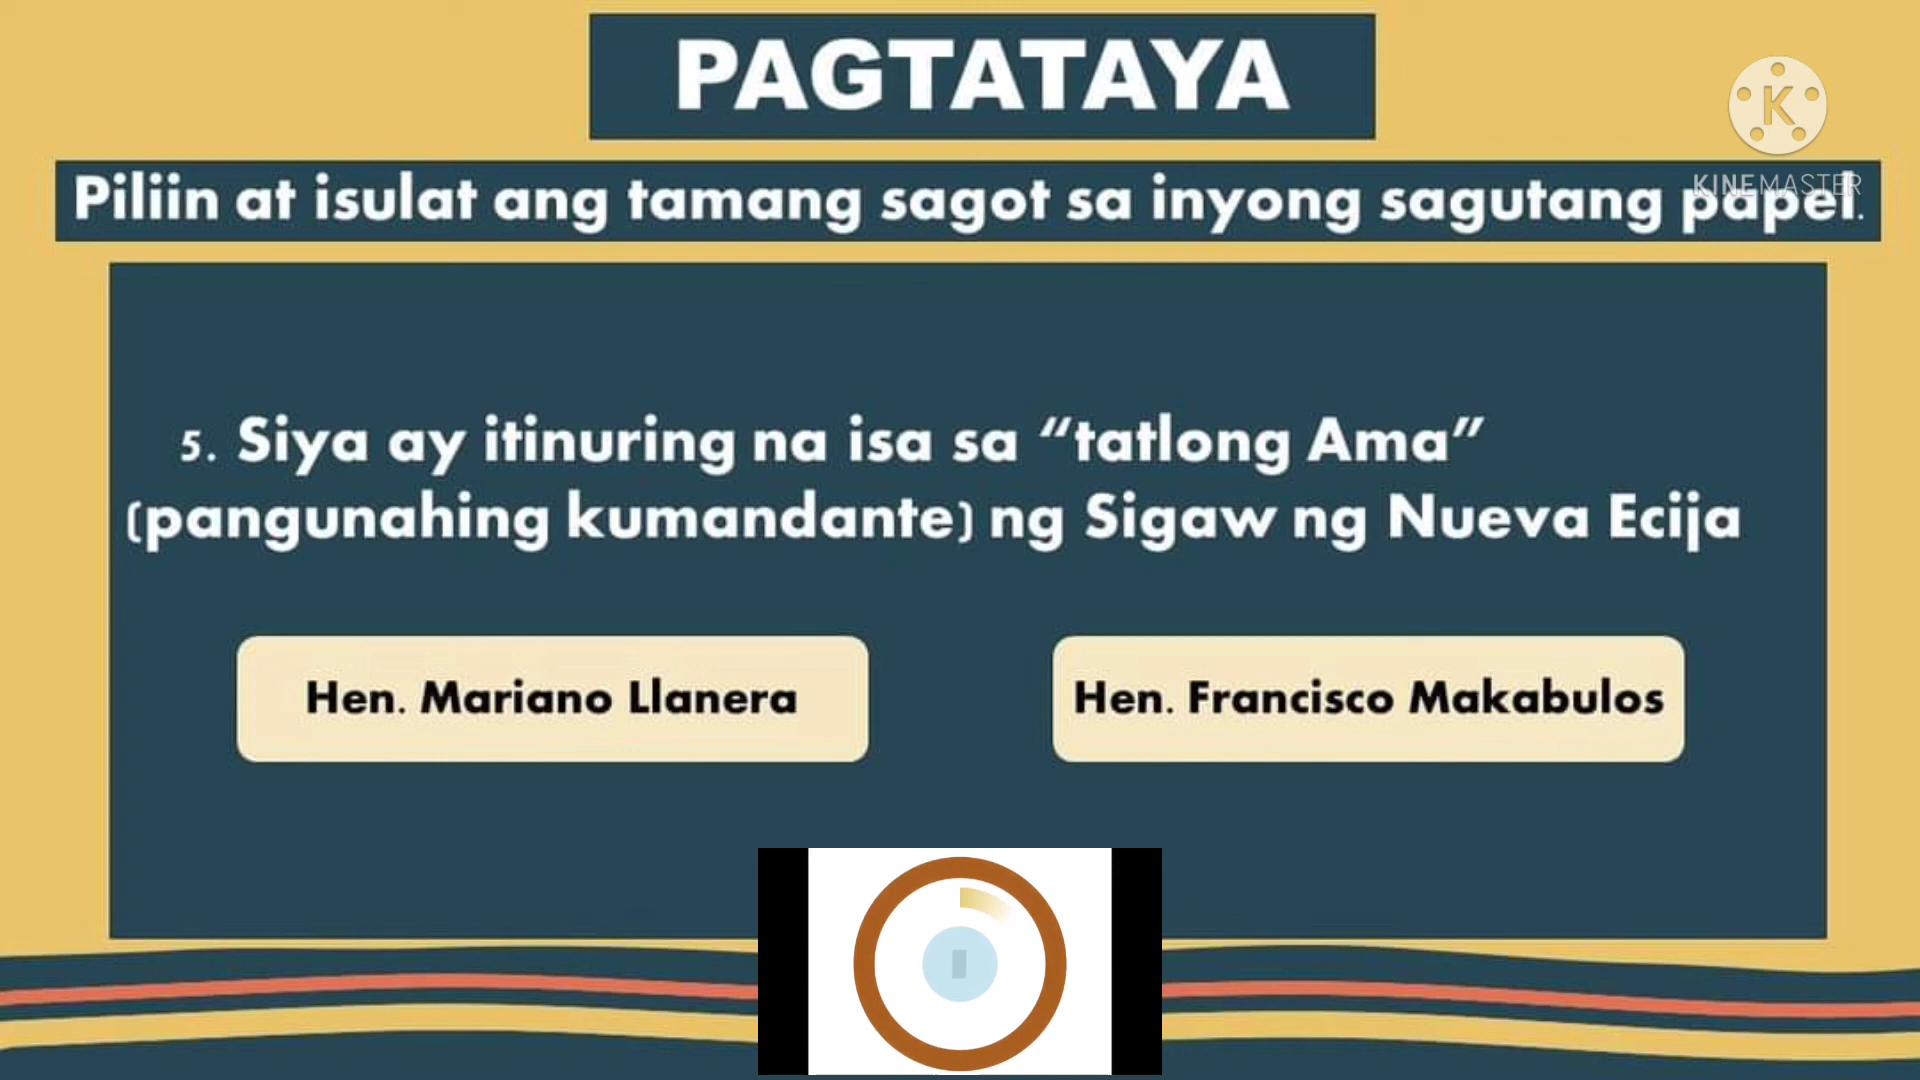 PAGTATAYA
K
KINEMASTER
Piliin at isulat ang tamang sagot sa inyong sagutang papel.
5. Siya ay itinuring na isa sa “tatlong Ama”
(pangunahing kumandante) ng Sigaw ng Nueva Ecija
Hen. Mariano Llanera
Hen. Francisco Makabulos